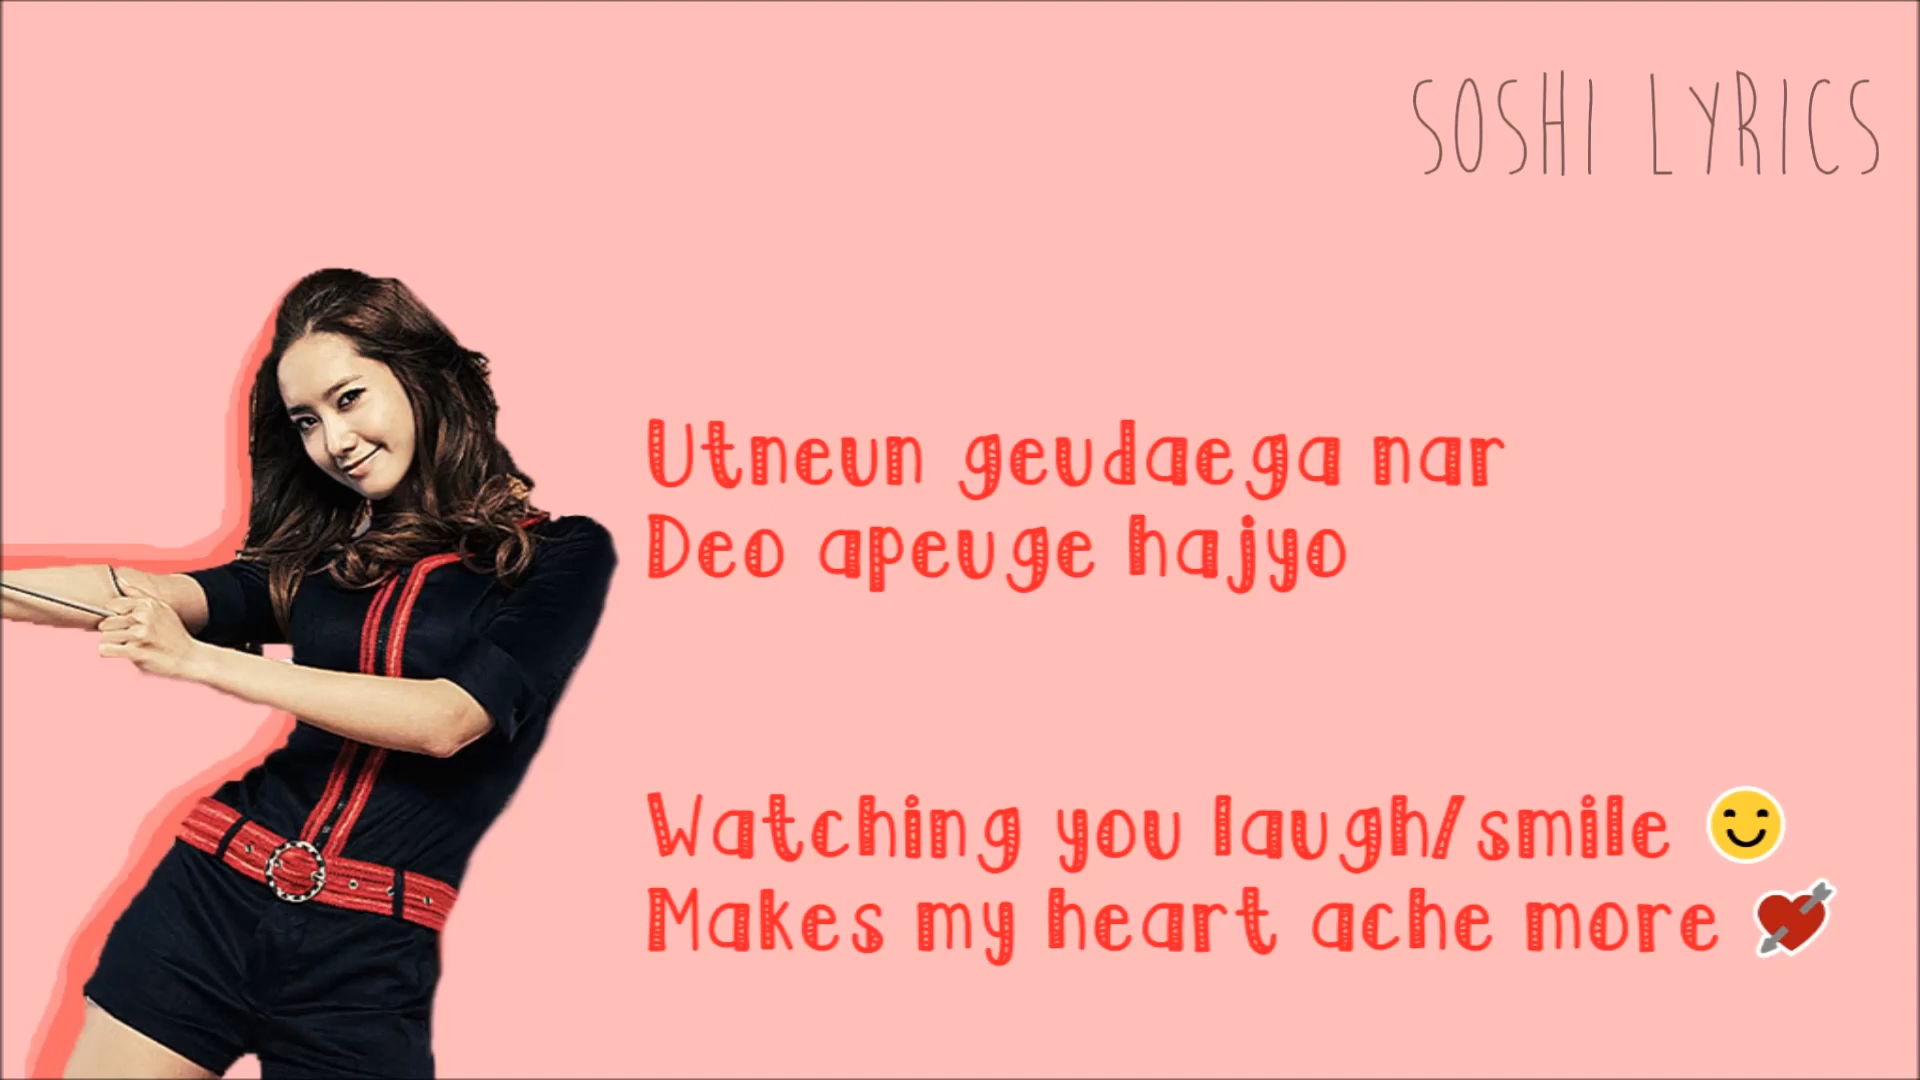 SOSHI LYRICS
Utneun geudaega nar
Deo apeuge hajyo
Watching you laugh/smile 😊
Makes my heart ache more 💘